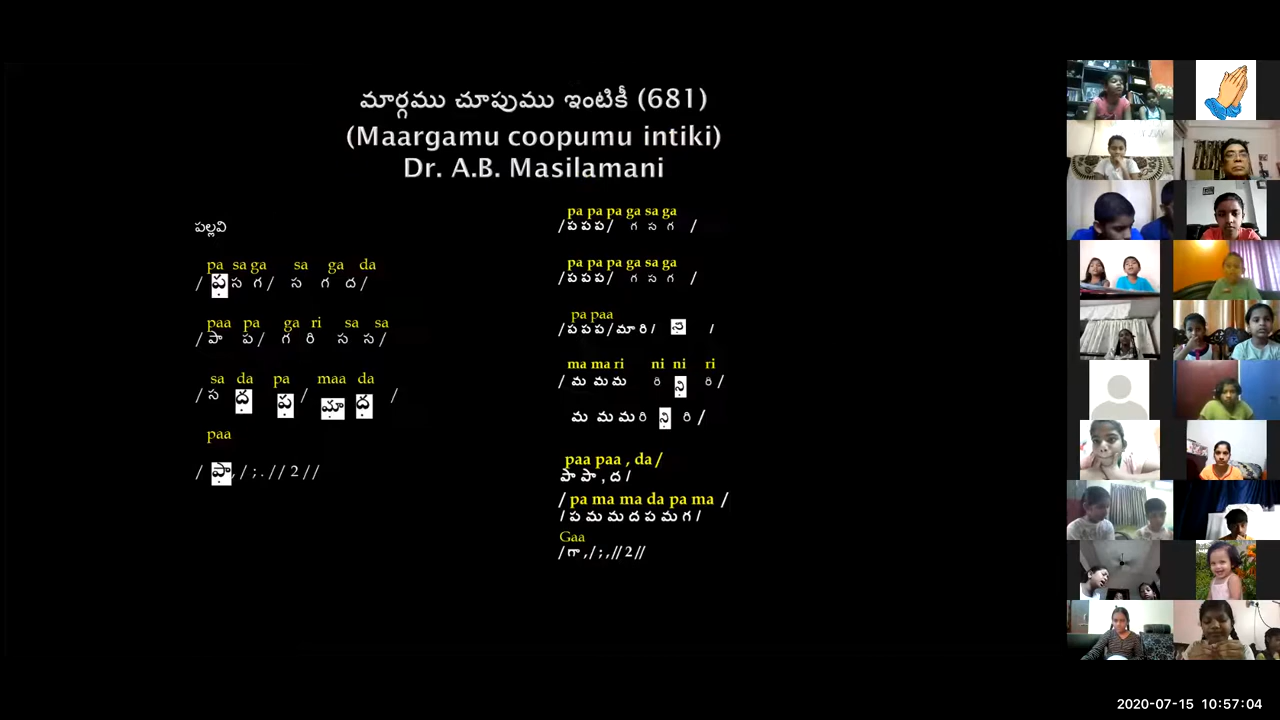 మార్గము చూపుము ఇంటికీ (681)
(Maargamu coopumu intiki)
Dr. A.B. Masilamani
పల్లవి
pa sa ga sa ga da
/ ప స గ / స గ ద /
paa pa ga ri sa sa
/ పా ప / గ రి స స /
sa da pa maa da
/ స ద ప / మా ద /
paa
/ పా , / ; . // 2 //
pa pa pa ga sa ga
/ ప ప ప / గ స గ /
pa pa pa ga sa ga
/ ప ప ప / గ స గ /
pa paa
/ ప ప ప / మా రి / ని /
ma ma ri ni ni ri
/ మ మ మ రి ని రి /
మ మ మ రి ని రి /
paa paa , da /
పా పా , ద /
/ pa ma ma da pa ma /
/ ప మ మ ద ప మ గ /
Gaa
/ గా , / ; , // 2 //
2020-07-15 10:57:04